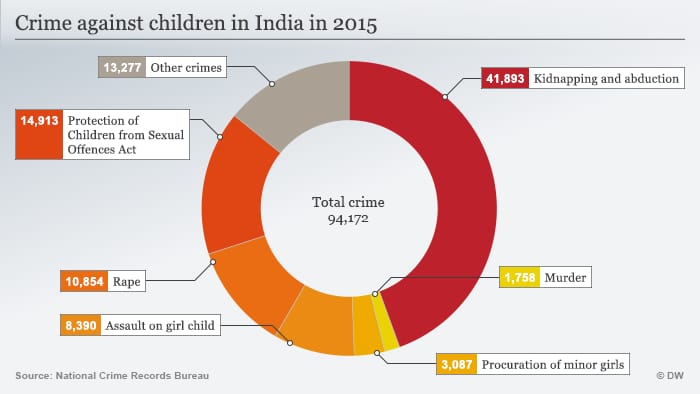 Crime against children in India in 2015
13,277 Other crimes
41,893 Kidnapping and abduction
14,913 Protection of
Children from Sexual
Offences Act
Total crime
94,172
10,854 Rape
1,758 Murder
8,390 Assault on girl child
3,087 Procuration of minor girls
Source: National Crime Records Bureau
© DW